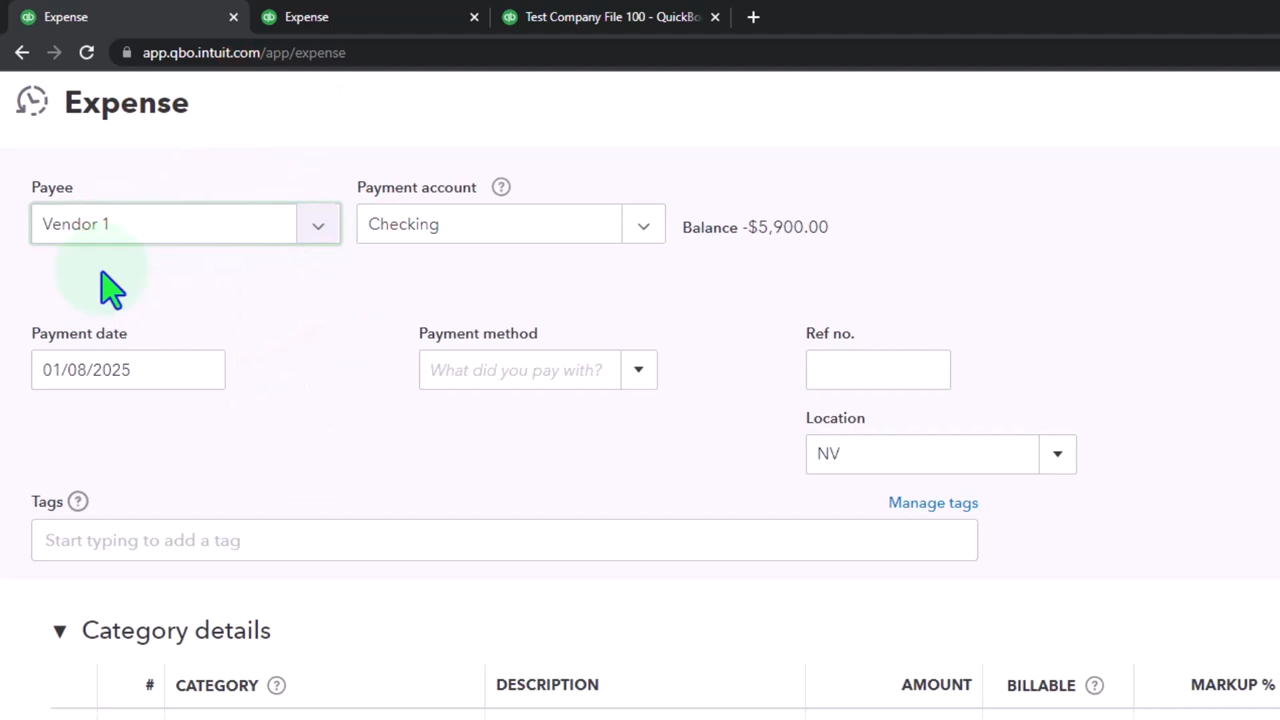 Expense
Expense
Test Company File 100 - QuickBo
app.qbo.intuit.com/app/expense
Expense
Payee
Payment account
Vendor 1
Checking
Balance -$5,900.00
Payment date
Payment method
Ref no.
01/08/2025
What did you pay with?
Location
NV
Tags
Manage tags
Start typing to add a tag
Category details
# CATEGORY DESCRIPTION AMOUNT BILLABLE MARKUP %